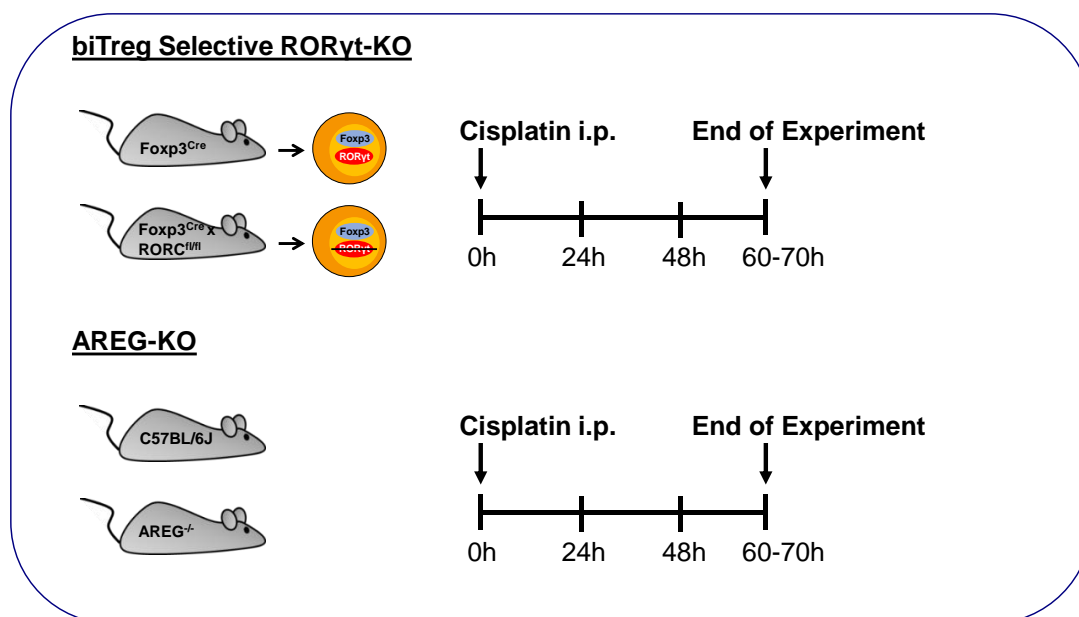 biTreg Selective RORγt-KO
Foxp3Cre
Foxp3
RORγt
Cisplatin i.p.
End of Experiment
Foxp3Cre x
RORCfl/fl
Foxp3
RORγt
0h
24h
48h
60-70h
AREG-KO
C57BL/6J
Cisplatin i.p.
End of Experiment
AREG-/-
0h
24h
48h
60-70h